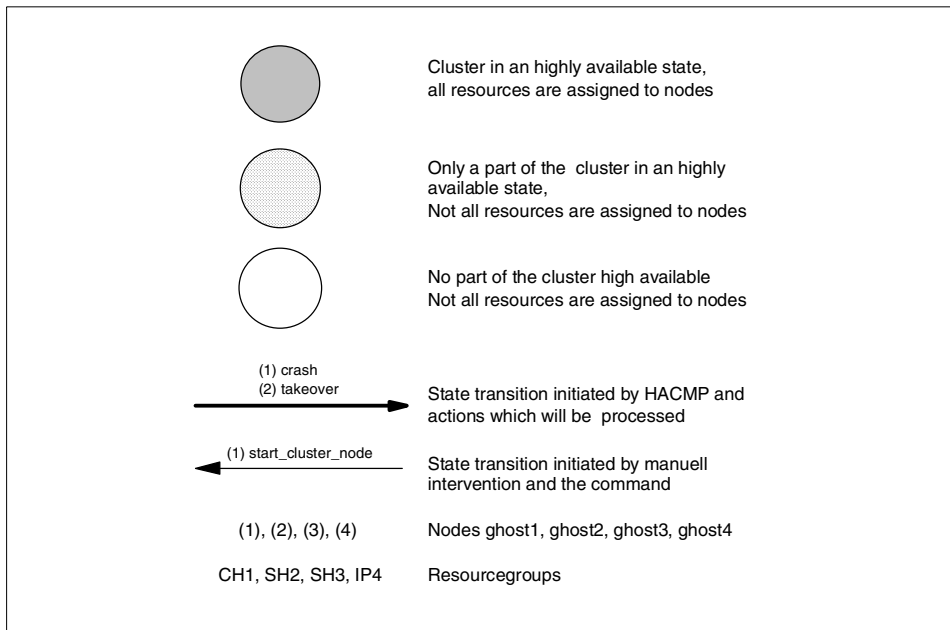 Cluster in an highly available state,
all resources are assigned to nodes
Only a part of the cluster in an highly
available state,
Not all resources are assigned to nodes
No part of the cluster high available
Not all resources are assigned to nodes
(1) crash
(2) takeover
State transition initiated by HACMP and
actions which will be processed
(1) start_cluster_node
State transition initiated by manuell
intervention and the command
(1), (2), (3), (4) Nodes ghost1, ghost2, ghost3, ghost4
CH1, SH2, SH3, IP4 Resourcegroups